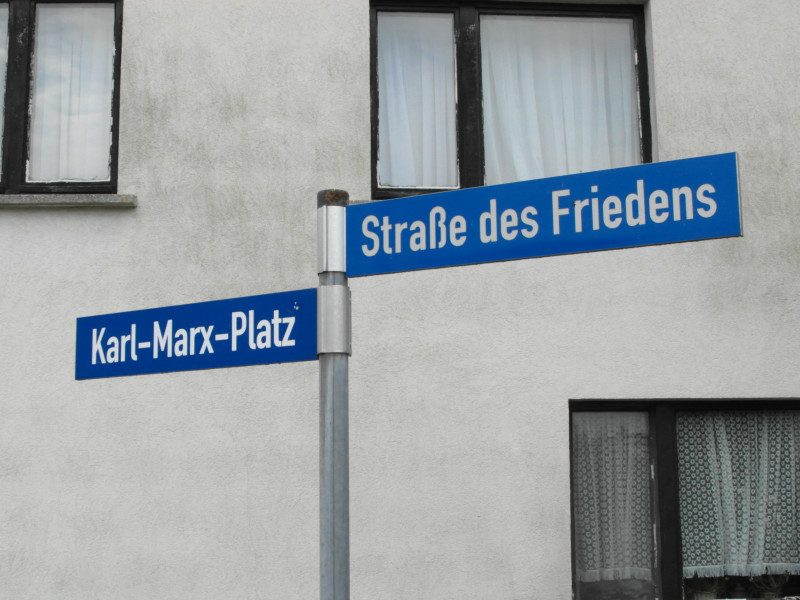 Straße des Friedens
Karl-Marx-Platz